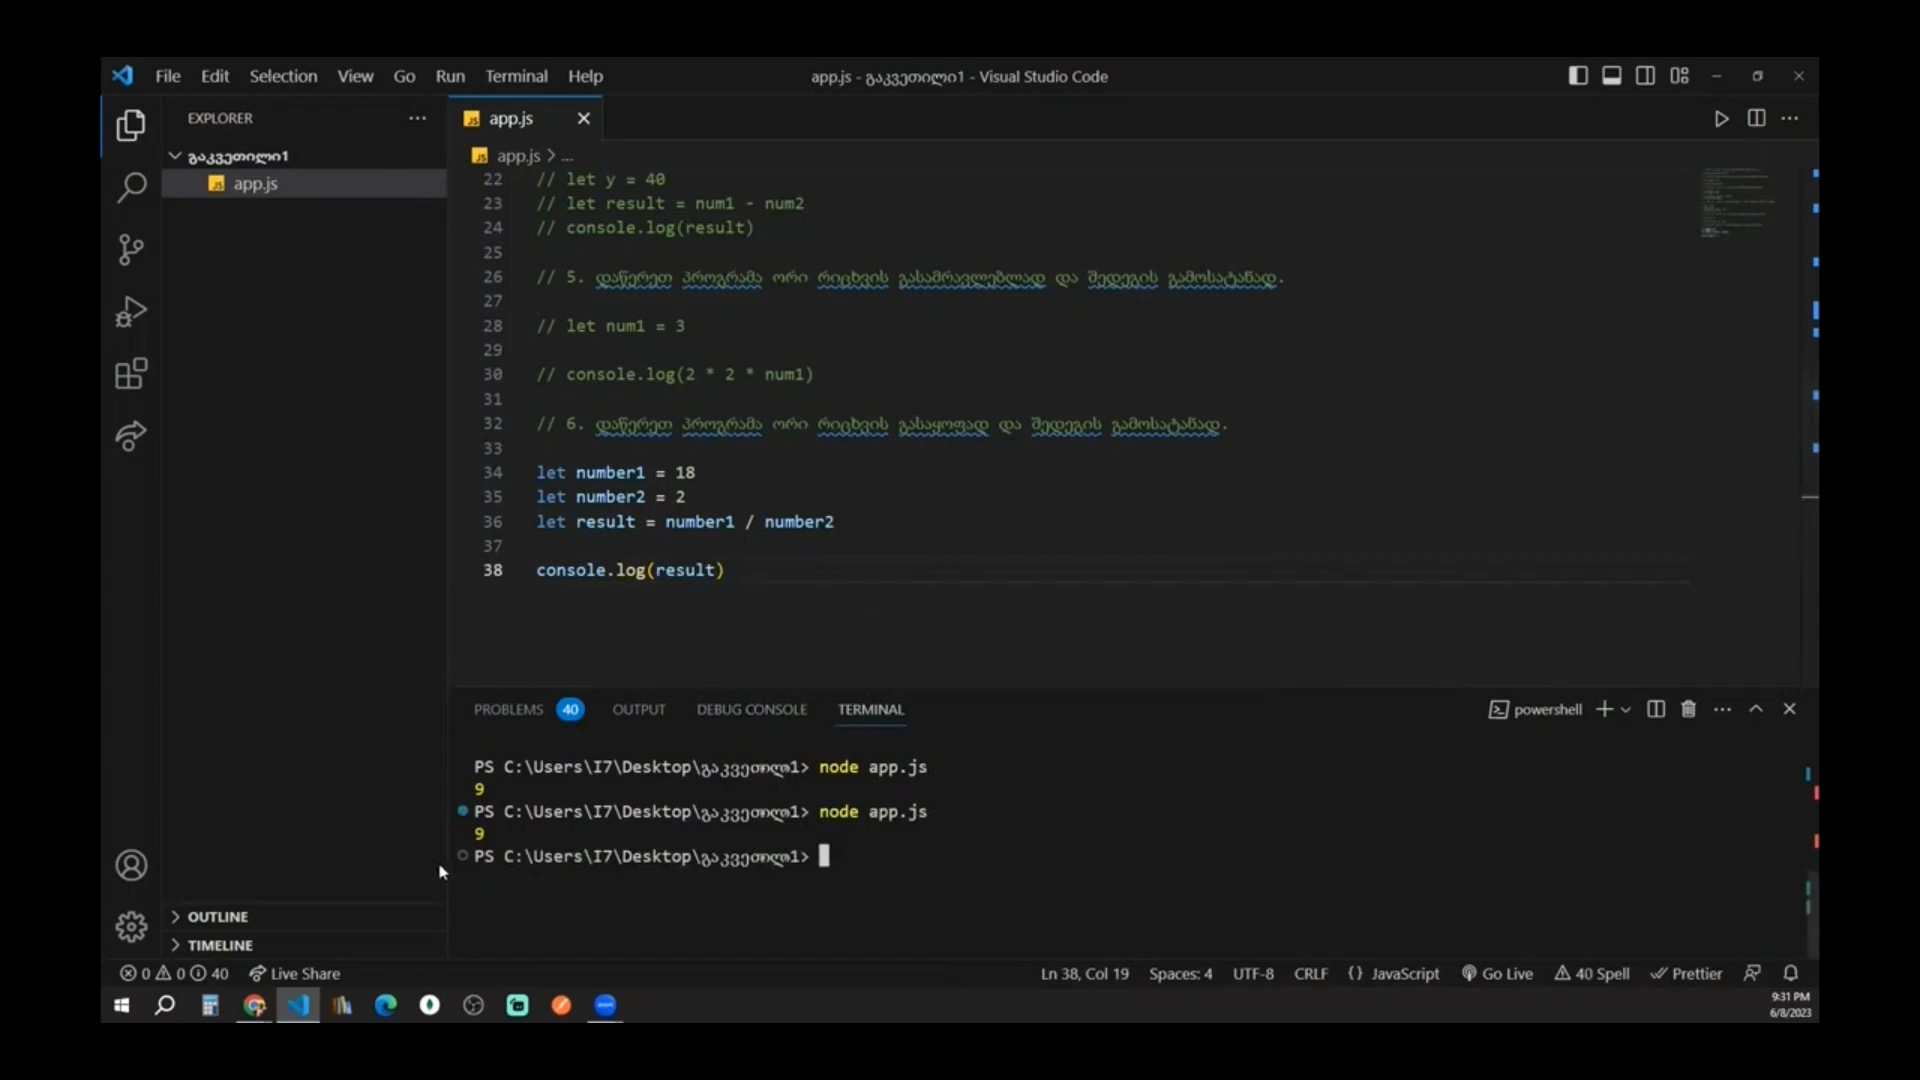 File Edit Selection View Go Run Terminal Help
app.js - გაკვეთილი1 - Visual Studio Code
EXPLORER
გაკვეთილი1
app.js
app.js
app.js > ...
22 // let y = 40
23 // let result = num1 - num2
24 // console.log(result)
25
26 // 5. დაწერეთ პროგრამა ორი რიცხვის გასამრავლებლად და შედეგის გამოსატანად.
27
28 // let num1 = 3
29
30 // console.log(2 * 2 * num1)
31
32 // 6. დაწერეთ პროგრამა ორი რიცხვის გასაყოფად და შედეგის გამოსატანად.
33
34 let number1 = 18
35 let number2 = 2
36 let result = number1 / number2
37
38 console.log(result)
PROBLEMS 40 OUTPUT DEBUG CONSOLE TERMINAL
powershell
PS C:\Users\I7\Desktop\გაკვეთილი1> node app.js
9
PS C:\Users\I7\Desktop\გაკვეთილი1> node app.js
9
PS C:\Users\I7\Desktop\გაკვეთილი1>
OUTLINE
TIMELINE
0 0 40 Live Share
Ln 38, Col 19 Spaces: 4 UTF-8 CRLF {} JavaScript Go Live 40 Spell Prettier
9:31 PM
6/8/2023